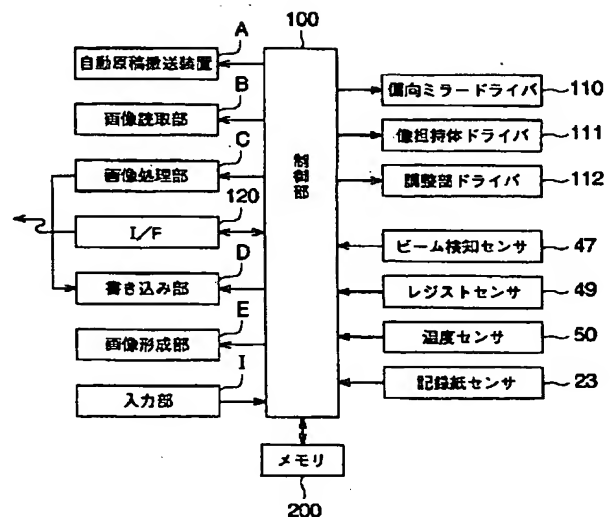 100
A
自動原稿搬送装置
B
画像読取部
C
画像処理部
120
I/F
D
書き込み部
E
画像形成部
I
入力部
制御部
偏向ミラードライバ
110
像担持体ドライバ
111
調整部ドライバ
112
ビーム検知センサ
47
レジストセンサ
49
温度センサ
50
記録紙センサ
23
メモリ
200